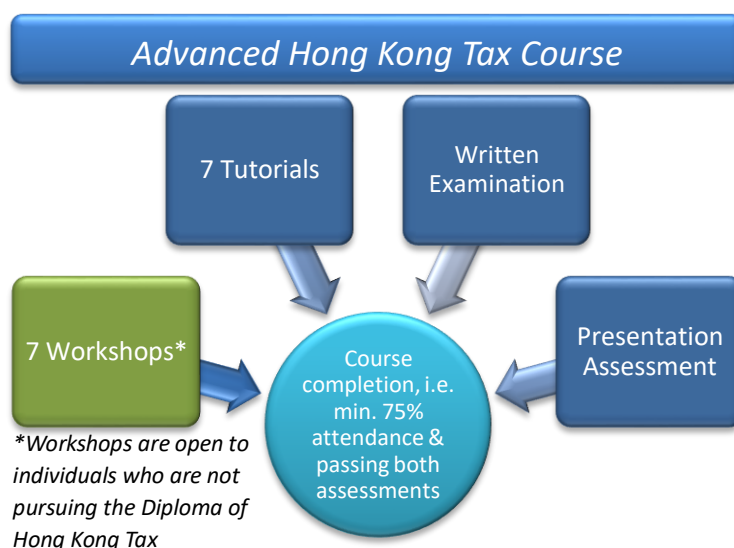 Advanced Hong Kong Tax Course
7 Tutorials
Written
Examination
7 Workshops*
Presentation
Assessment
Course
completion, i.e.
min. 75%
attendance &
passing both
assessments
*Workshops are open to
individuals who are not
pursuing the Diploma of
Hong Kong Tax